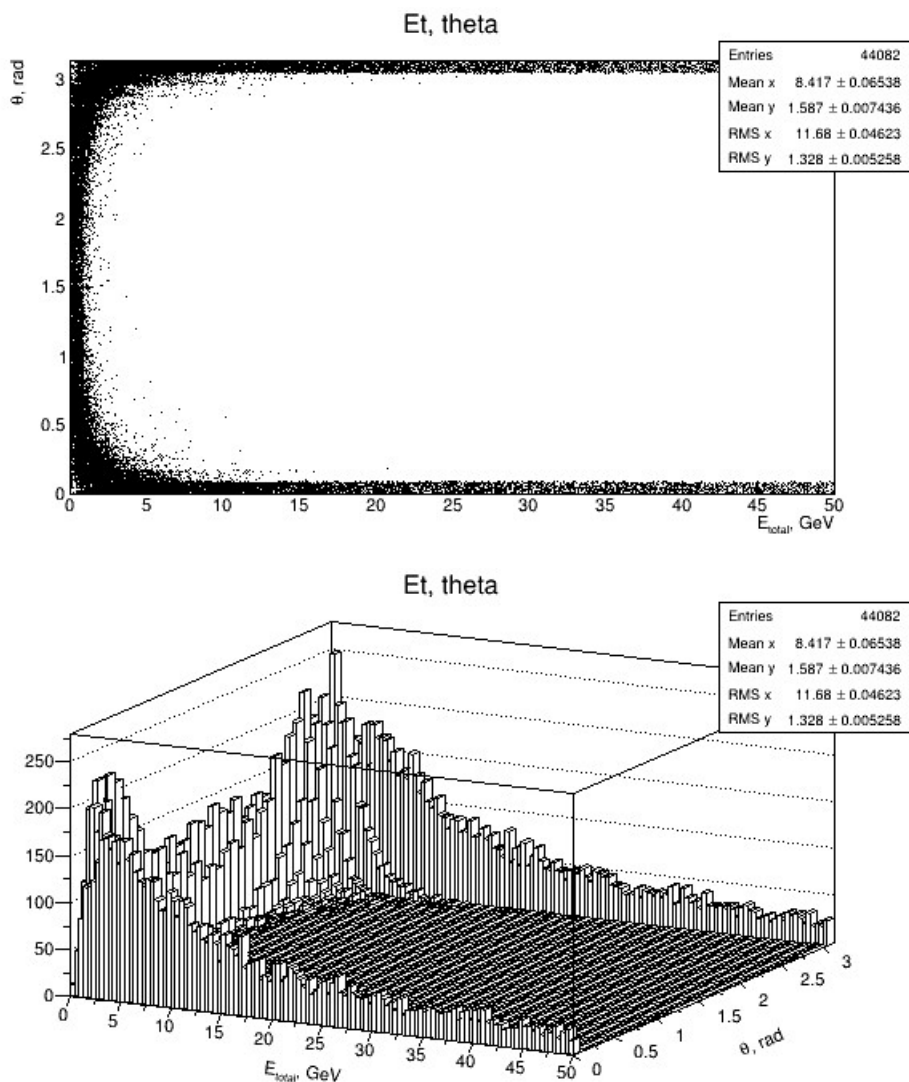 Et, theta
Entries 44082
Mean x 8.417 ± 0.06538
Mean y 1.587 ± 0.007436
RMS x 11.68 ± 0.04623
RMS y 1.328 ± 0.005258
θ, rad
3
2.5
2
1.5
1
0.5
0
0 5 10 15 20 25 30 35 40 45 50
E_total, GeV
Et, theta
Entries 44082
Mean x 8.417 ± 0.06538
Mean y 1.587 ± 0.007436
RMS x 11.68 ± 0.04623
RMS y 1.328 ± 0.005258
250
200
150
100
50
0
0 5 10 15 20 25 30 35 40 45 50
E_total, GeV
0 0.5 1 1.5 2 2.5 3
θ, rad